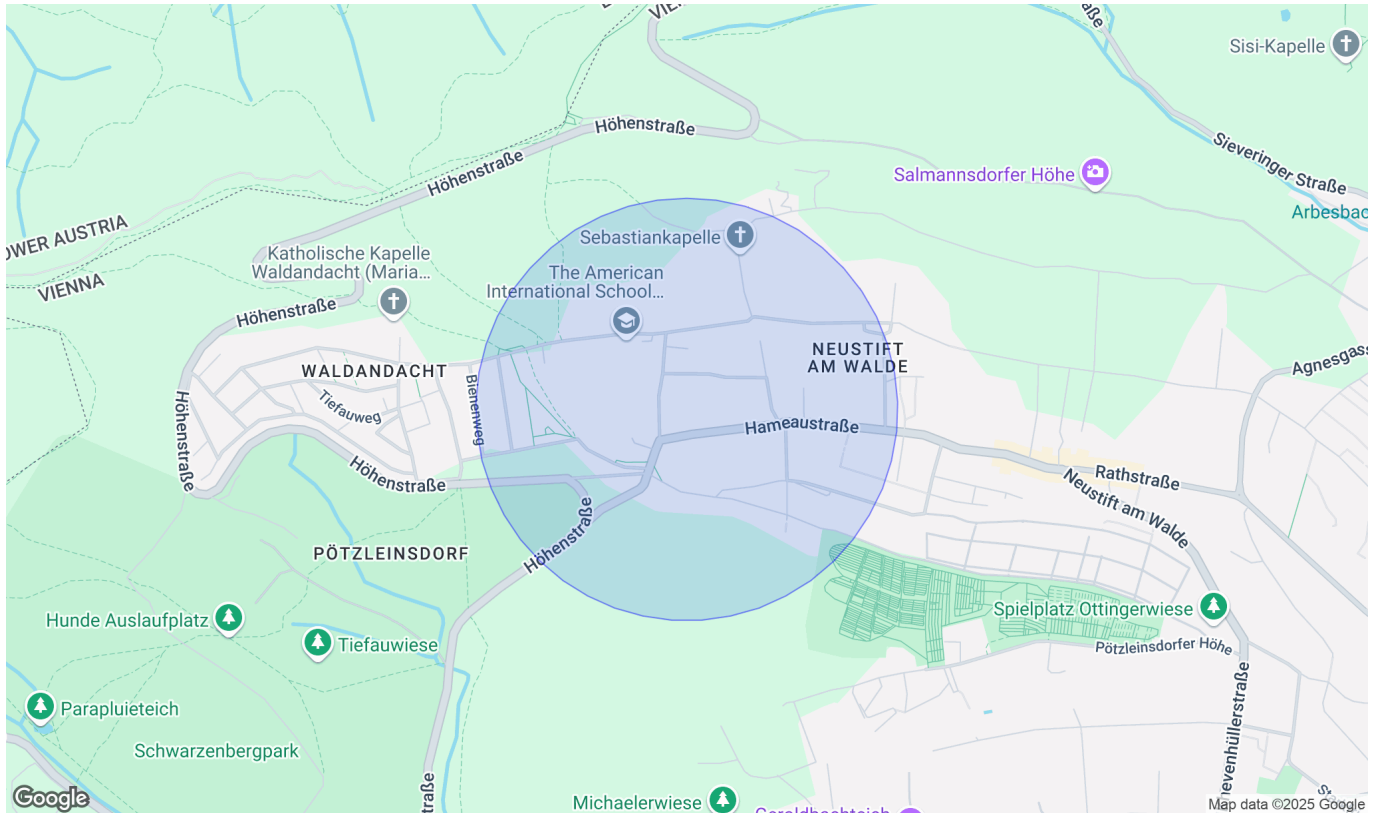 Sisi-Kapelle
Höhenstraße
Sieveringer Straße
Höhenstraße
Salmannsdorfer Höhe
Arbesbac
OWER AUSTRIA
VIENNA
Sebastiankapelle
Katholische Kapelle
Waldandacht (Maria...
The American
International School...
Höhenstraße
NEUSTIFT
AM WALDE
Agnesgass
WALDANDACHT
Bienenweg
Tiefauweg
Höhenstraße
Hameaustraße
Höhenstraße
Rathstraße
Neustift am Walde
Höhenstraße
PÖTZLEINSDORF
Hunde Auslaufplatz
Tiefauwiese
Spielplatz Ottingerwiese
Pötzleinsdorfer Höhe
Parapluieteich
Schwarzenbergpark
Michaelerwiese
Google
Map data ©2025 Google